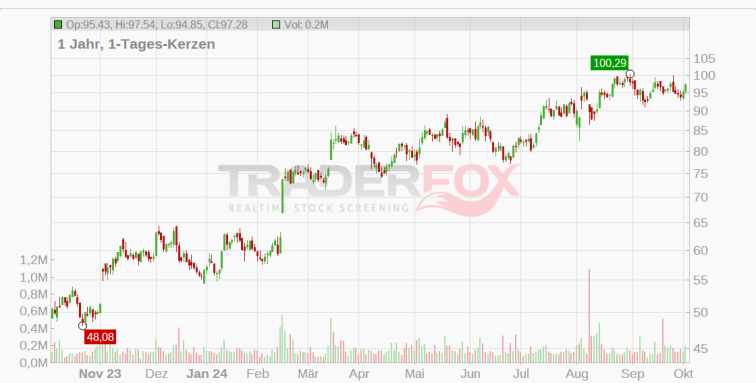 Op:95.43, Hi:97.54, Lo:94.85, Cl:97.28 Vol: 0.2M
1 Jahr, 1-Tages-Kerzen
100,29
105
100
95
90
85
80
75
70
65
60
55
50
45
TRADERFOX
REALTIME STOCK SCREENING
1,2M
1,0M
0,8M
0,6M
0,4M
0,2M
0,0M
48,08
Nov 23 Dez Jan 24 Feb Mär Apr Mai Jun Jul Aug Sep Okt